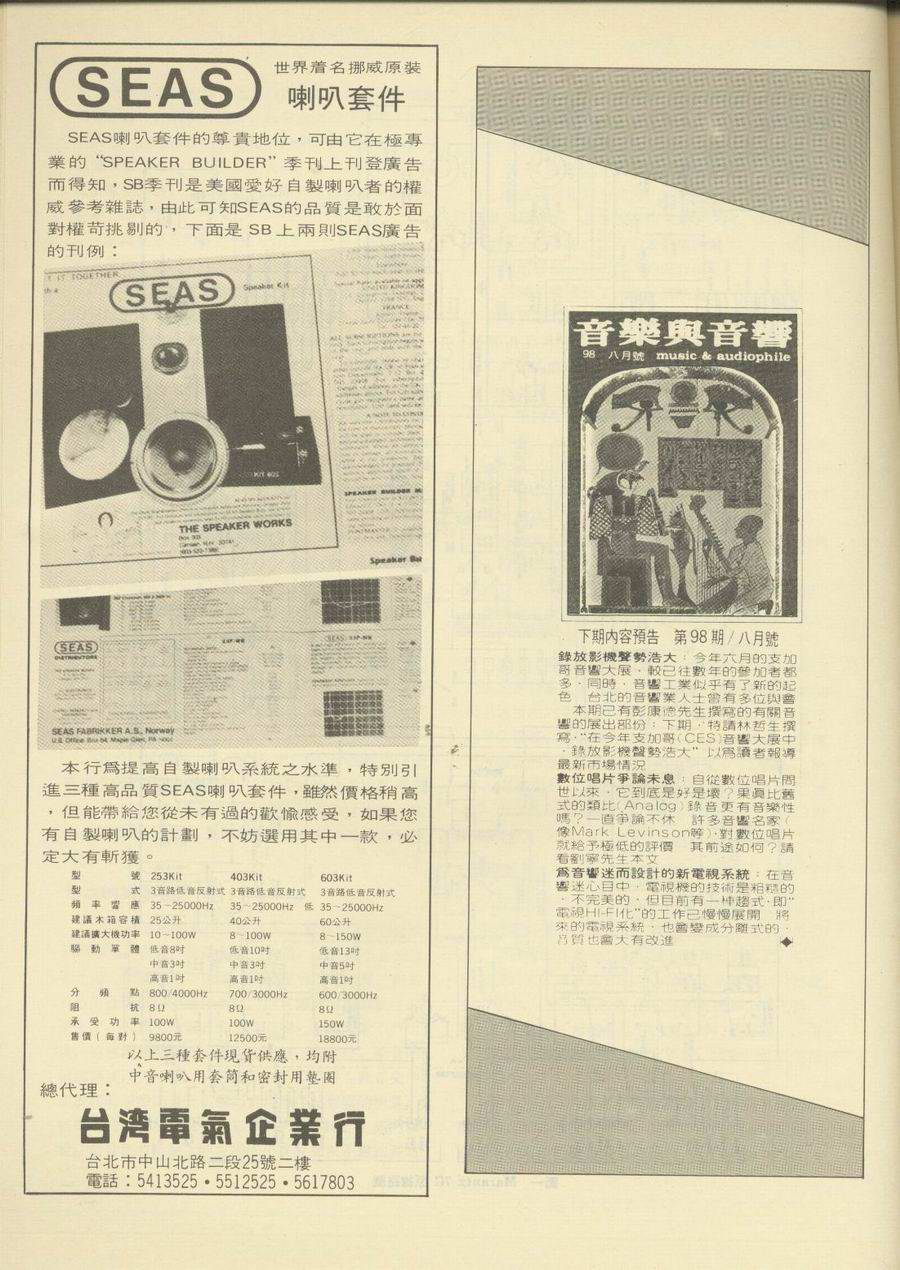 SEAS
世界着名挪威原裝
喇叭套件
SEAS喇叭套件的尊貴地位，可由它在極專
業的“SPEAKER BUILDER”季刊上刊登廣告
而得知，SB季刊是美國愛好自製喇叭者的權
威參考雜誌，由此可知SEAS的品質是敢於面
對權苛挑剔的，下面是 SB 上兩則SEAS廣告
的刊例：
IT TOGETHER
SEAS
Speaker Kit
KIT 603
THE SPEAKER WORKS
Box 303
SPEAKER BUILDER
SEAS
DISTRIBUTORS
SEAS
SEAS FABRIKKER A.S., Norway
U.S. Office: Box 64, Maple Glen, PA
本行爲提高自製喇叭系統之水準，特別引
進三種高品質SEAS喇叭套件，雖然價格稍高
，但能帶給您從未有過的歡愉感受，如果您
有自製喇叭的計劃，不妨選用其中一款，必
定大有斬獲。
型號 253Kit 403Kit 603Kit
型式 3音路低音反射式 3音路低音反射式 3音路低音反射式
頻率響應 35～25000Hz 35～25000Hz 低 35～25000Hz
建議木箱容積 25公升 40公升 60公升
建議擴大機功率 10～100W 8～100W 8～150W
驅動單體 低音8吋 低音10吋 低音13吋
中音3吋 中音3吋 中音5吋
高音1吋 高音1吋 高音1吋
分頻點 800/4000Hz 700/3000Hz 600/3000Hz
阻抗 8Ω 8Ω 8Ω
承受功率 100W 100W 150W
售價（每對） 9800元 12500元 18800元
以上三種套件現貨供應，均附
中音喇叭用套筒和密封用墊圈
總代理：
台湾電氣企業行
台北市中山北路二段25號二樓
電話：5413525・5512525・5617803
音樂與音響
98 八月號 music & audiophile
下期內容預告 第98期/八月號
錄放影機聲勢浩大：今年六月的支加
哥音響大展，較已往數年的參加者都
多，同時，音響工業似乎有了新的起
色，台北的音響業人士曾有多位與會
本期已有彭康德先生撰寫的有關音
響的展出部份；下期，特請林哲生撰
寫，“在今年支加哥(CES)音響大展中
，錄放影機聲勢浩大”以爲讀者報導
最新市場情況
數位唱片爭論未息：自從數位唱片問
世以來，它到底是好是壞？果眞比舊
式的類比(Analog)錄音更有音樂性
嗎？一直爭論不休，許多音響名家(
像Mark Levinson等)，對數位唱片
就給予極低的評價，其前途如何？請
看劉寧先生本文
爲音響迷而設計的新電視系統：在音
響迷心目中，電視機的技術是粗糙的
，不完美的，但目前有一種趨式，即“
電視HI-FI化”的工作已慢慢展開，將
來的電視系統，也會變成分離式的，
音質也會大有改進 ◆